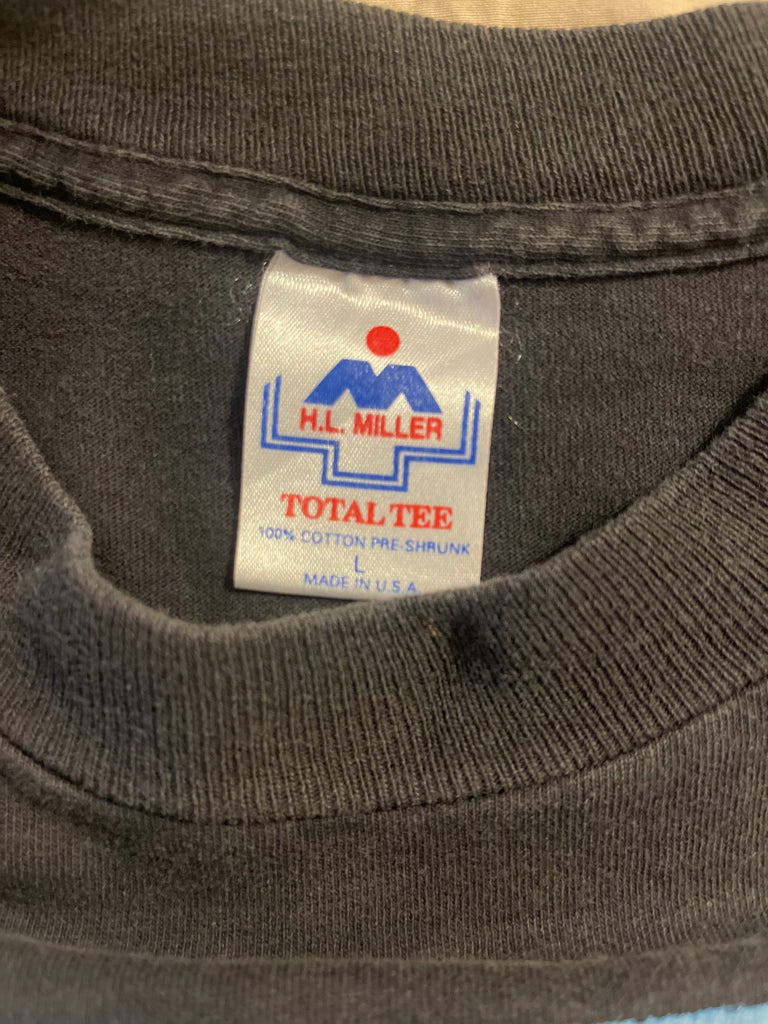 H.L. MILLER
TOTAL TEE
100% COTTON PRE-SHRUNK
L
MADE IN U.S.A